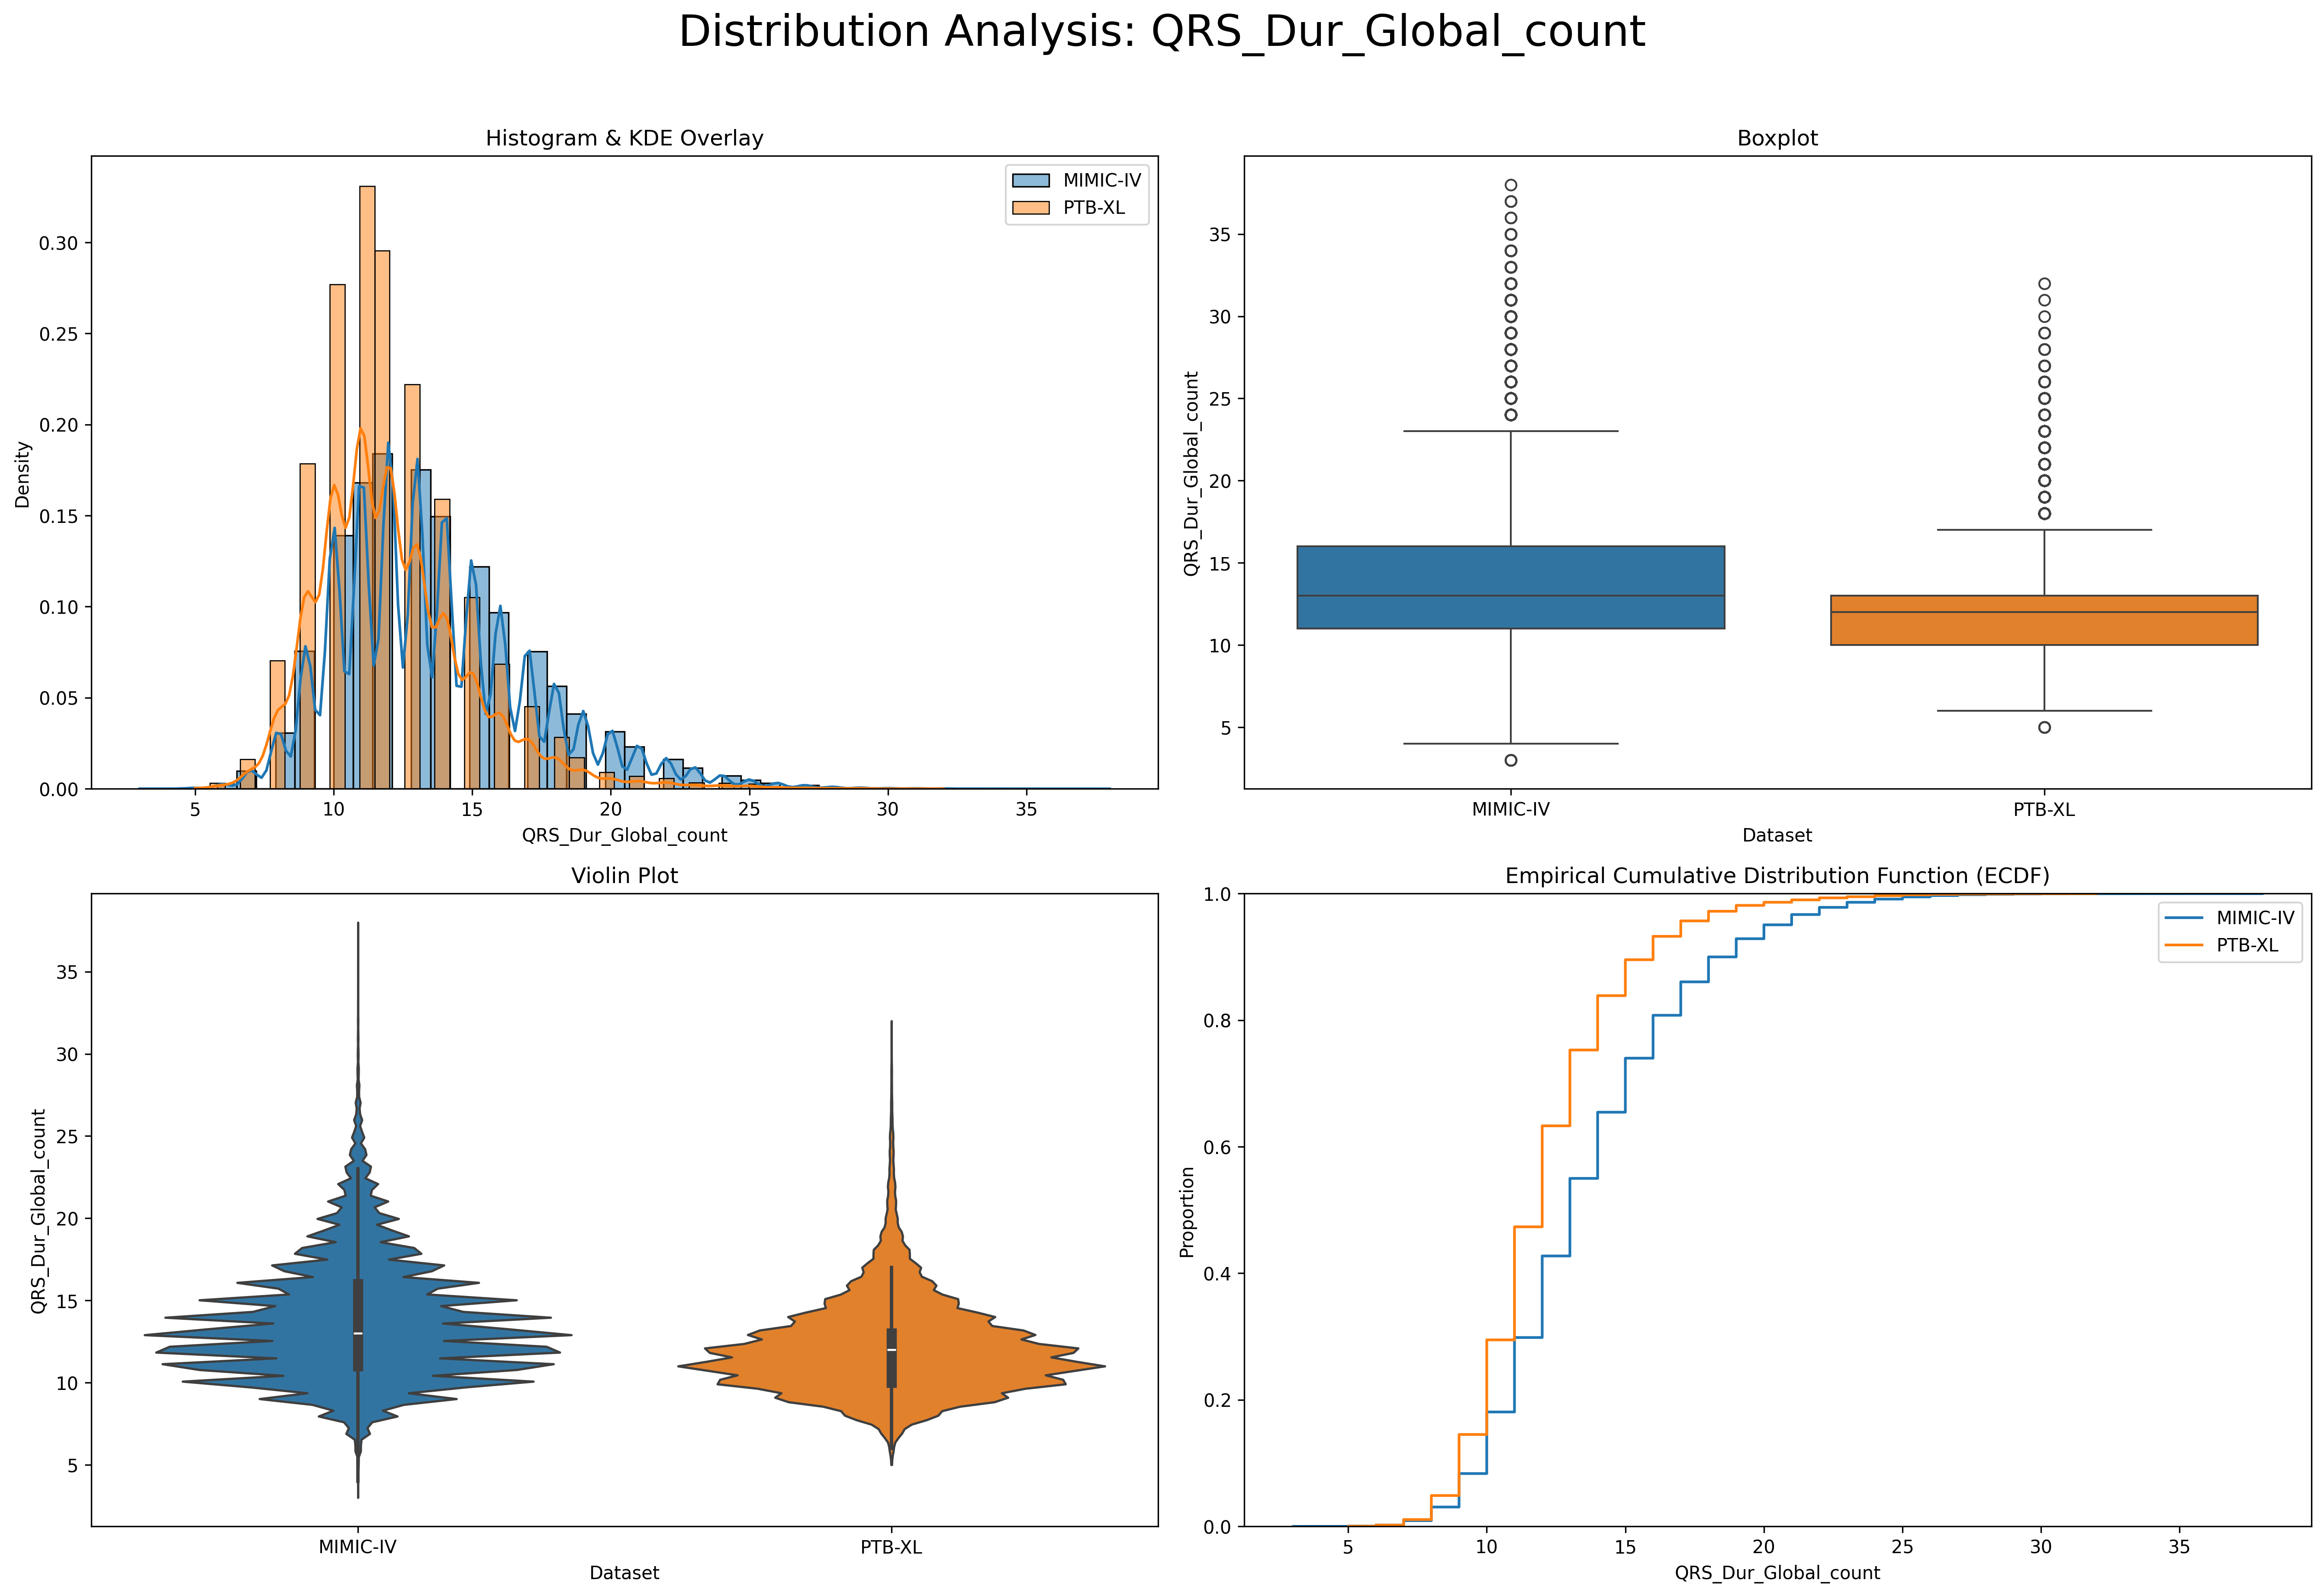 Distribution Analysis: QRS_Dur_Global_count
Histogram & KDE Overlay
MIMIC-IV
PTB-XL
0.30
0.25
0.20
0.15
0.10
0.05
0.00
Density
5 10 15 20 25 30 35
QRS_Dur_Global_count
Boxplot
35
30
25
20
15
10
5
QRS_Dur_Global_count
MIMIC-IV PTB-XL
Dataset
Violin Plot
35
30
25
20
15
10
5
QRS_Dur_Global_count
MIMIC-IV PTB-XL
Dataset
Empirical Cumulative Distribution Function (ECDF)
MIMIC-IV
PTB-XL
1.0
0.8
0.6
0.4
0.2
0.0
Proportion
5 10 15 20 25 30 35
QRS_Dur_Global_count